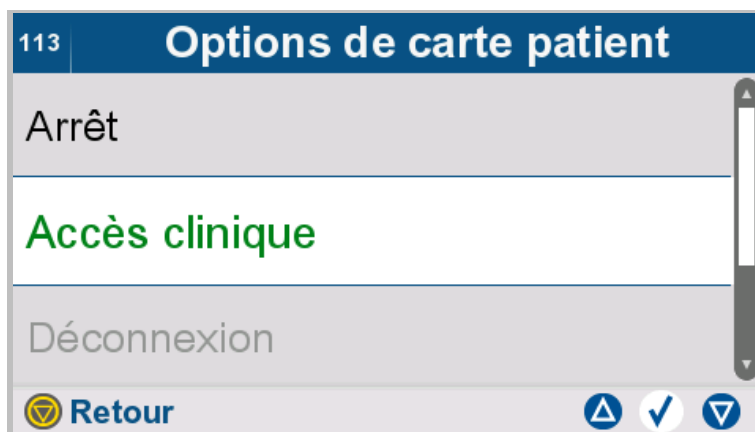 113 Options de carte patient
Arrêt
Accès clinique
Déconnexion
Retour